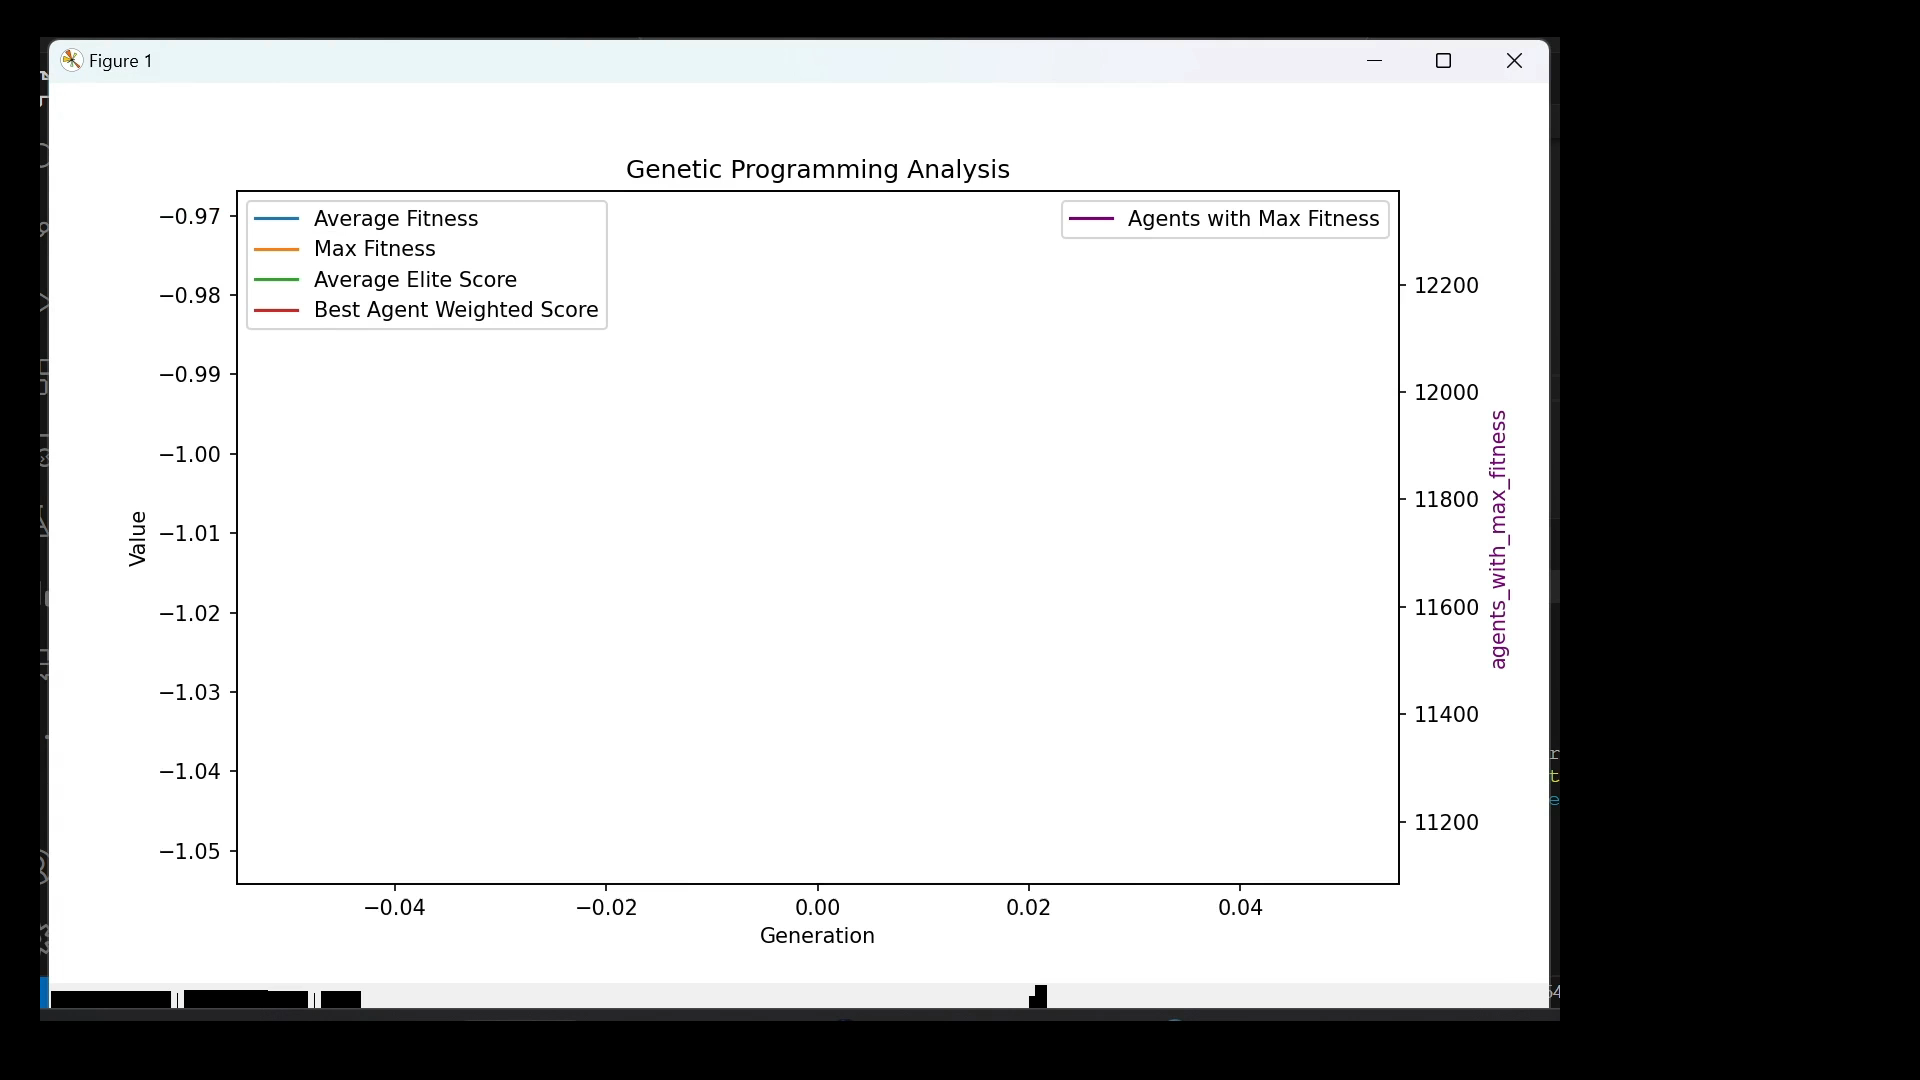 Figure 1
Genetic Programming Analysis
Average Fitness
Max Fitness
Average Elite Score
Best Agent Weighted Score
Agents with Max Fitness
−0.97
−0.98
−0.99
−1.00
−1.01
−1.02
−1.03
−1.04
−1.05
Value
12200
12000
11800
11600
11400
11200
agents_with_max_fitness
−0.04
−0.02
0.00
0.02
0.04
Generation